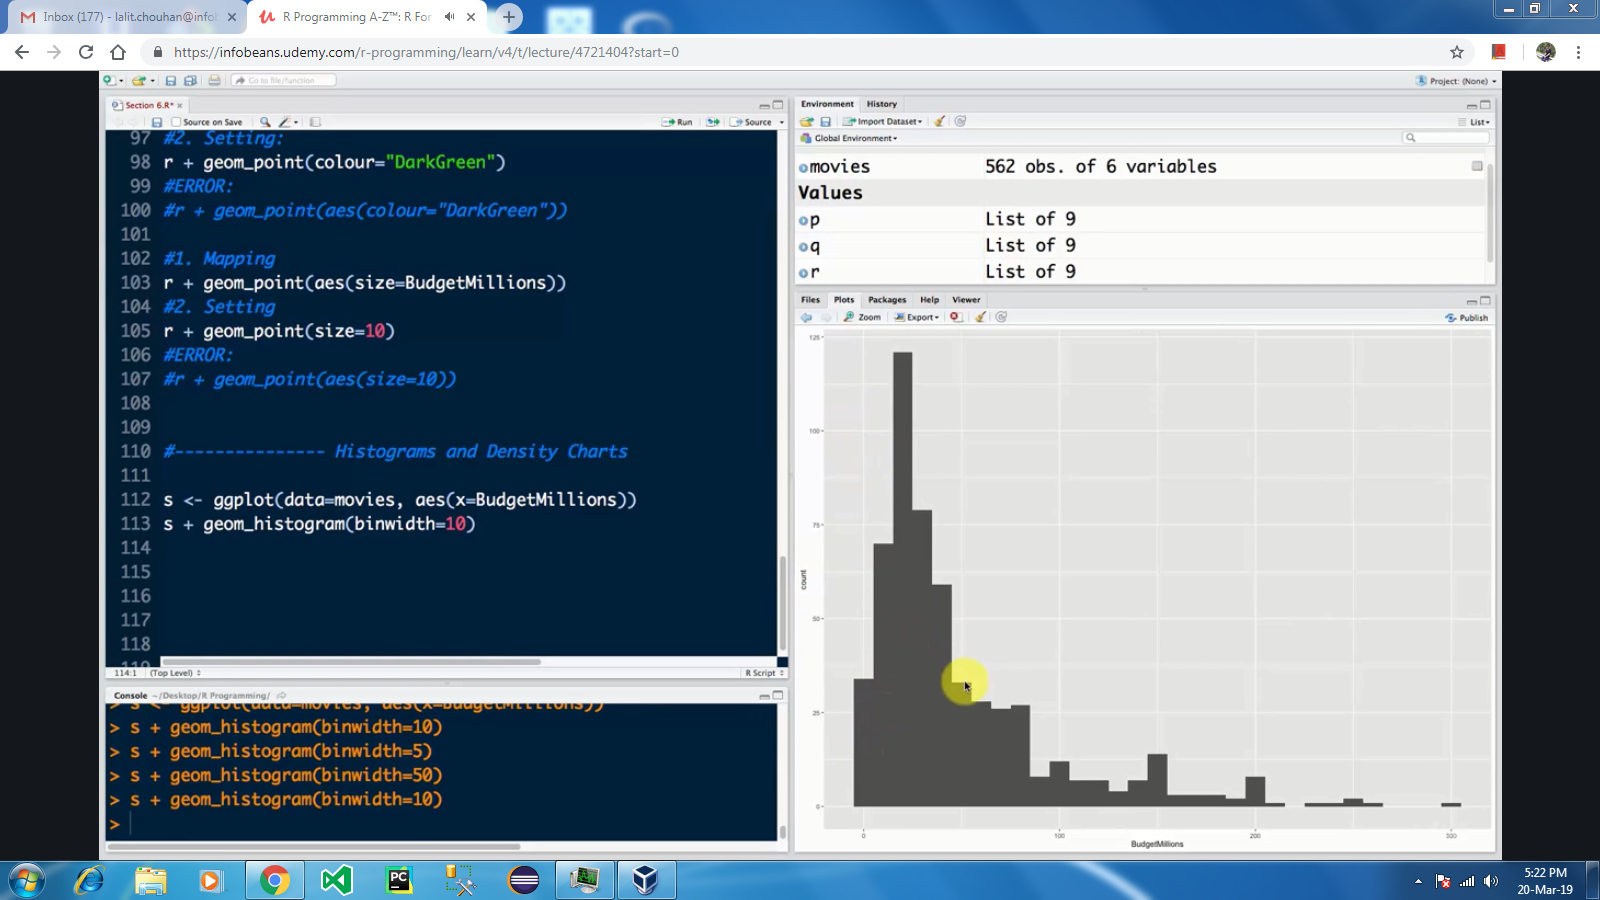 Inbox (177) - lalit.chouhan@info
R Programming A-Z™: R For
https://infobeans.udemy.com/r-programming/learn/v4/t/lecture/4721404?start=0
Go to file/function
Project: (None)
Section 6.R*
Source on Save
Run
Source
97 #2. Setting:
98 r + geom_point(colour="DarkGreen")
99 #ERROR:
100 #r + geom_point(aes(colour="DarkGreen"))
101
102 #1. Mapping
103 r + geom_point(aes(size=BudgetMillions))
104 #2. Setting
105 r + geom_point(size=10)
106 #ERROR:
107 #r + geom_point(aes(size=10))
108
109
110 #--------------- Histograms and Density Charts
111
112 s <- ggplot(data=movies, aes(x=BudgetMillions))
113 s + geom_histogram(binwidth=10)
114
115
116
117
118
119
114:1 (Top Level)
R Script
Console ~/Desktop/R Programming/
> s <- ggplot(data=movies, aes(x=BudgetMillions))
> s + geom_histogram(binwidth=10)
> s + geom_histogram(binwidth=5)
> s + geom_histogram(binwidth=50)
> s + geom_histogram(binwidth=10)
>
Environment History
Import Dataset
List
Global Environment
movies 562 obs. of 6 variables
Values
p List of 9
q List of 9
r List of 9
Files Plots Packages Help Viewer
Zoom Export Publish
125
100
75
50
25
0
count
0 100 200 300
BudgetMillions
PC
5:22 PM
20-Mar-19